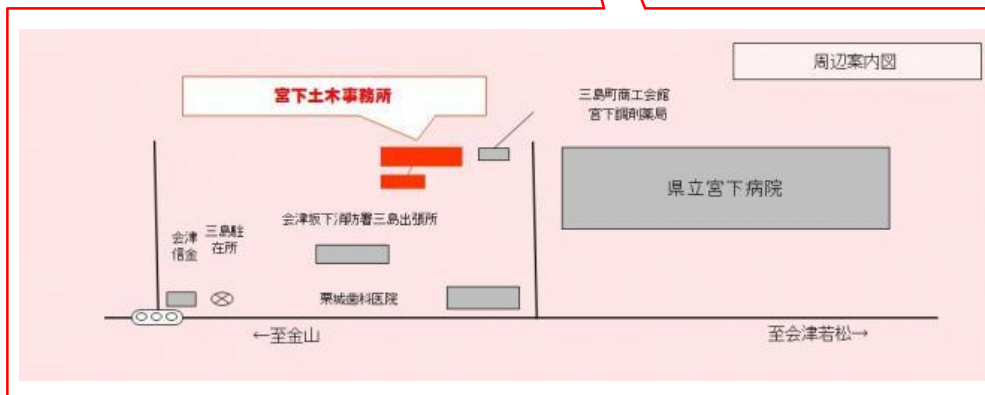 周辺案内図
宮下土木事務所
三島町商工会館
宮下調剤薬局
県立宮下病院
会津坂下消防署三島出張所
会津
信金
三島駐
在所
栗城歯科医院
←至金山
至会津若松→